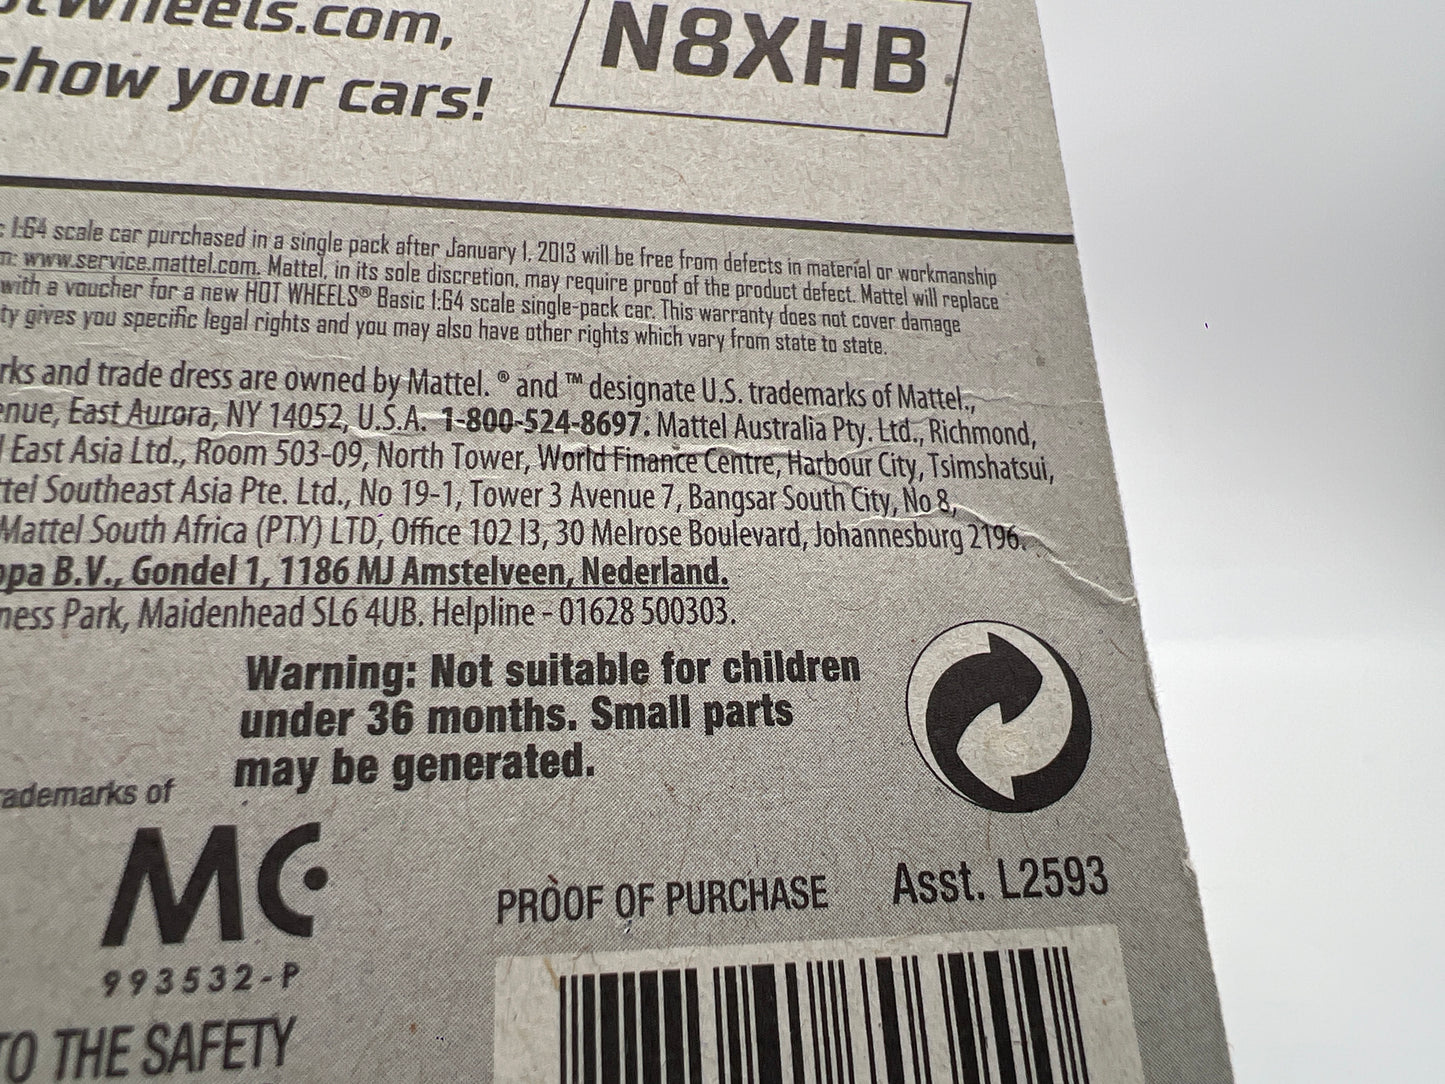 otwheels.com,
show your cars!
N8XHB
1:64 scale car purchased in a single pack after January 1, 2013 will be free from defects in material or workmanship
www.service.mattel.com. Mattel, in its sole discretion, may require proof of the product defect. Mattel will replace
with a voucher for a new HOT WHEELS® Basic 1:64 scale single-pack car. This warranty does not cover damage
ty gives you specific legal rights and you may also have other rights which vary from state to state.
rks and trade dress are owned by Mattel. ® and ™ designate U.S. trademarks of Mattel.,
enue, East Aurora, NY 14052, U.S.A. 1-800-524-8697. Mattel Australia Pty. Ltd., Richmond,
East Asia Ltd., Room 503-09, North Tower, World Finance Centre, Harbour City, Tsimshatsui,
ttel Southeast Asia Pte. Ltd., No 19-1, Tower 3 Avenue 7, Bangsar South City, No 8,
Mattel South Africa (PTY) LTD, Office 102 I3, 30 Melrose Boulevard, Johannesburg 2196.
opa B.V., Gondel 1, 1186 MJ Amstelveen, Nederland.
ness Park, Maidenhead SL6 4UB. Helpline - 01628 500303.
Warning: Not suitable for children
under 36 months. Small parts
may be generated.
rademarks of
MC
993532-P
PROOF OF PURCHASE
Asst. L2593
TO THE SAFETY